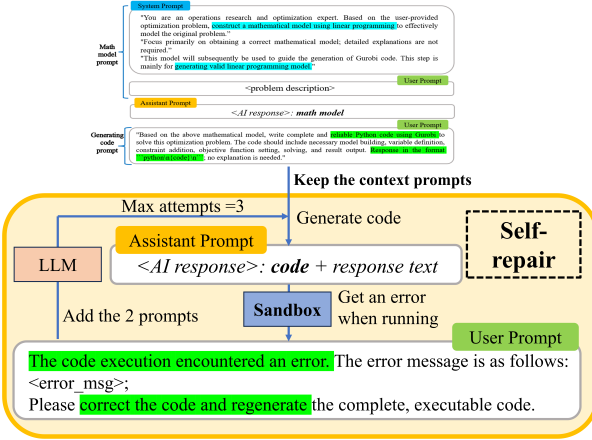 System Prompt
"You are an operations research and optimization expert. Based on the user-provided
optimization problem, construct a mathematical model using linear programming to effectively
model the original problem."
"Focus primarily on obtaining a correct mathematical model; detailed explanations are not
required."
"This model will subsequently be used to guide the generation of Gurobi code. This step is
mainly for generating valid linear programming model."
Math
model
prompt
User Prompt
<problem description>
Assistant Prompt
<AI response>: math model
User Prompt
Generating
code
prompt
"Based on the above mathematical model, write complete and reliable Python code using Gurobi to
solve this optimization problem. The code should include necessary model building, variable definition,
constraint addition, objective function setting, solving, and result output. Response in the format
```python\n{code}\n```, no explanation is needed."
Keep the context prompts
Max attempts =3
Generate code
Self-
repair
Assistant Prompt
LLM
<AI response>: code + response text
Sandbox
Get an error
when running
Add the 2 prompts
User Prompt
The code execution encountered an error. The error message is as follows:
<error_msg>;
Please correct the code and regenerate the complete, executable code.